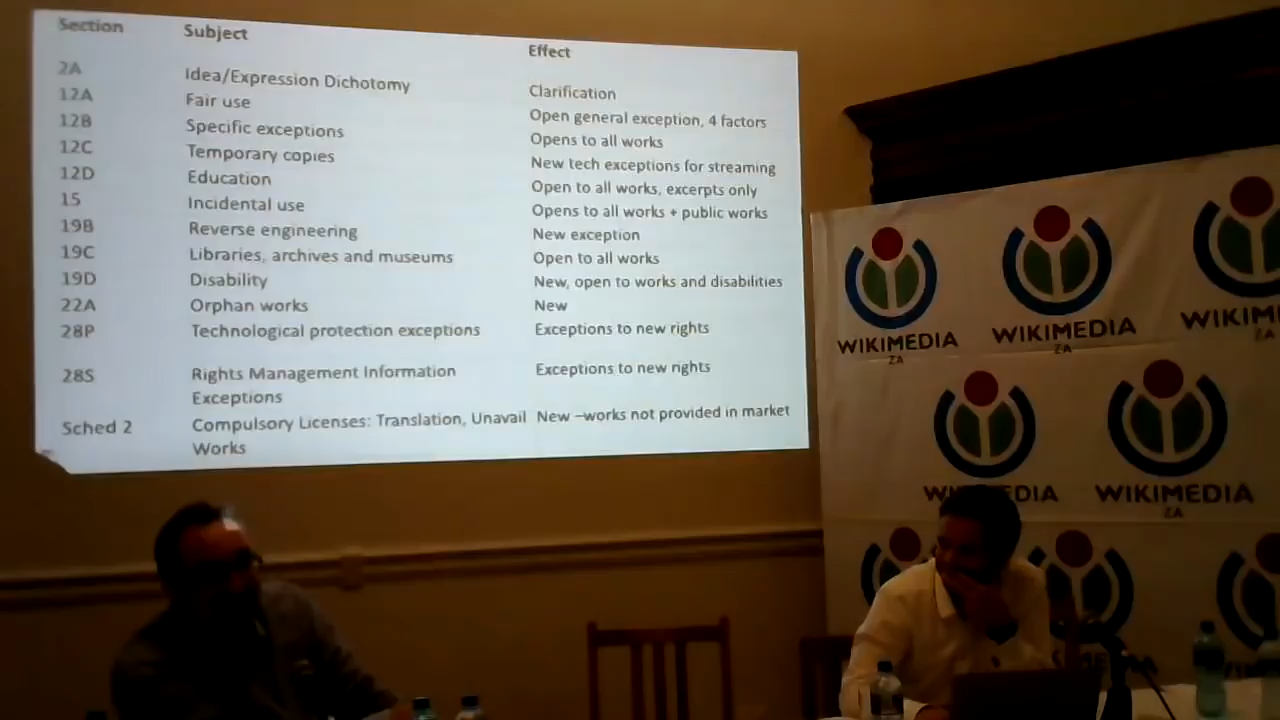 Section Subject Effect
2A Idea/Expression Dichotomy Clarification
12A Fair use Open general exception, 4 factors
12B Specific exceptions Opens to all works
12C Temporary copies New tech exceptions for streaming
12D Education Open to all works, excerpts only
15 Incidental use Opens to all works + public works
19B Reverse engineering New exception
19C Libraries, archives and museums Open to all works
19D Disability New, open to works and disabilities
22A Orphan works New
28P Technological protection exceptions Exceptions to new rights
28S Rights Management Information Exceptions to new rights
Exceptions
Sched 2 Compulsory Licenses: Translation, Unavail New –works not provided in market
Works
WIKIMEDIA
ZA
WIKIMEDIA
ZA
WIKIM
ZA
WIKIMEDIA
WIKIMEDIA
ZA